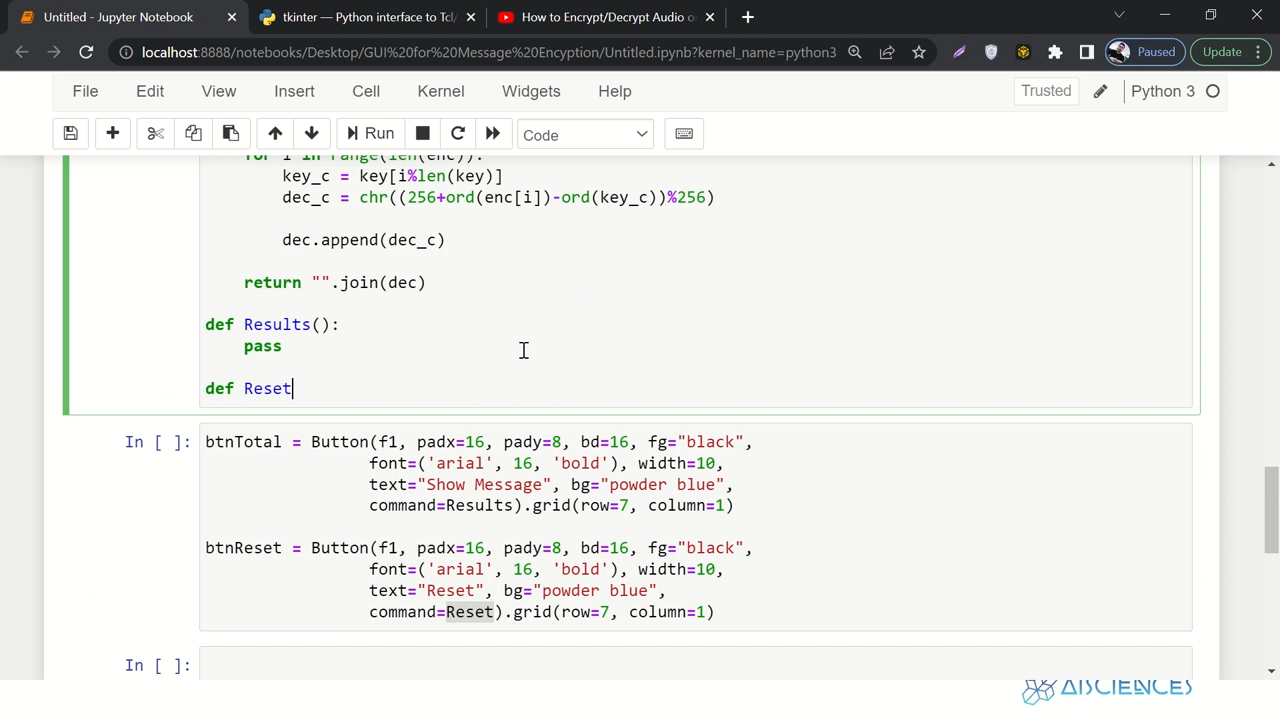 Untitled - Jupyter Notebook
tkinter — Python interface to Tcl/
How to Encrypt/Decrypt Audio o
localhost:8888/notebooks/Desktop/GUI%20for%20Message%20Encyption/Untitled.ipynb?kernel_name=python3
Paused
Update
File Edit View Insert Cell Kernel Widgets Help
Trusted
Python 3
Run
Code
for i in range(len(enc)):
key_c = key[i%len(key)]
dec_c = chr((256+ord(enc[i])-ord(key_c))%256)
dec.append(dec_c)
return "".join(dec)
def Results():
pass
def Reset
In [ ]:
btnTotal = Button(f1, padx=16, pady=8, bd=16, fg="black",
font=('arial', 16, 'bold'), width=10,
text="Show Message", bg="powder blue",
command=Results).grid(row=7, column=1)
btnReset = Button(f1, padx=16, pady=8, bd=16, fg="black",
font=('arial', 16, 'bold'), width=10,
text="Reset", bg="powder blue",
command=Reset).grid(row=7, column=1)
In [ ]:
AISCIENCES